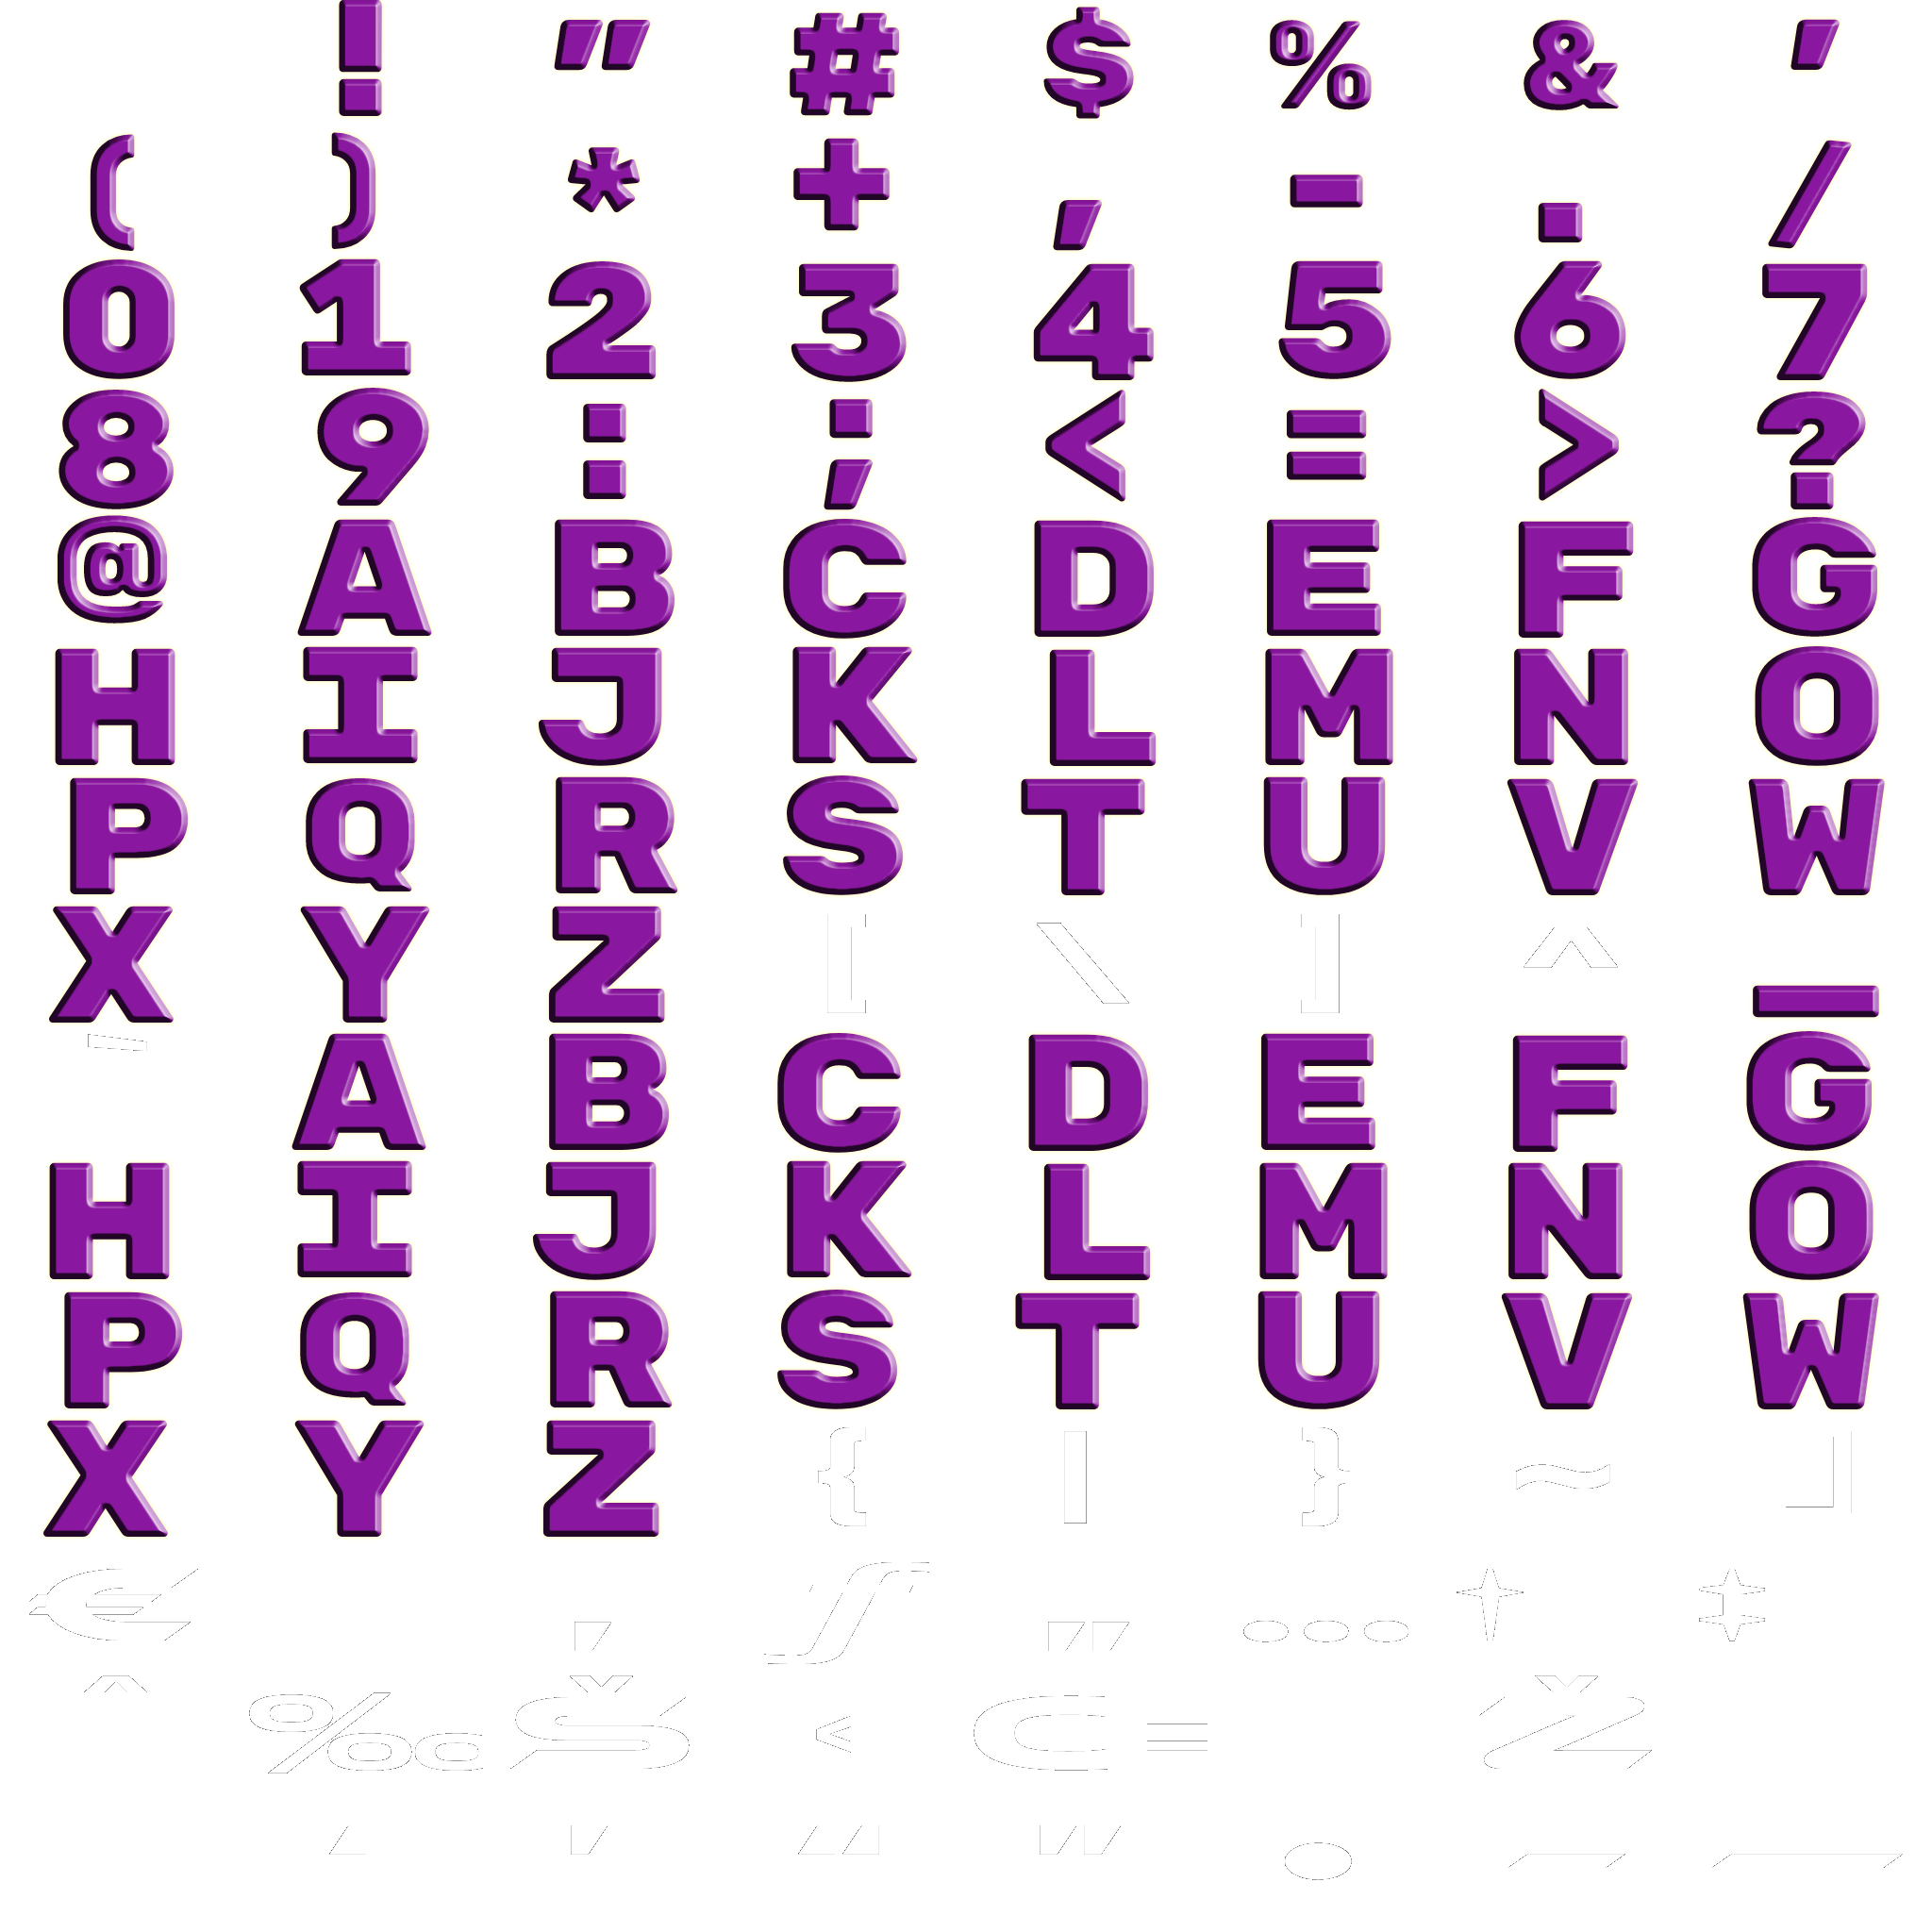 ! " # $ % & '
( ) * + , - . /
0 1 2 3 4 5 6 7
8 9 : ; < = > ?
@ A B C D E F G
H I J K L M N O
P Q R S T U V W
X Y Z [ \ ] ^ _
` A B C D E F G
H I J K L M N O
P Q R S T U V W
X Y Z { | } ~
€ ‚ „ … † ‡
ˆ ‰ Š ‹ Œ Ž
‘ ’ “ ” • – —